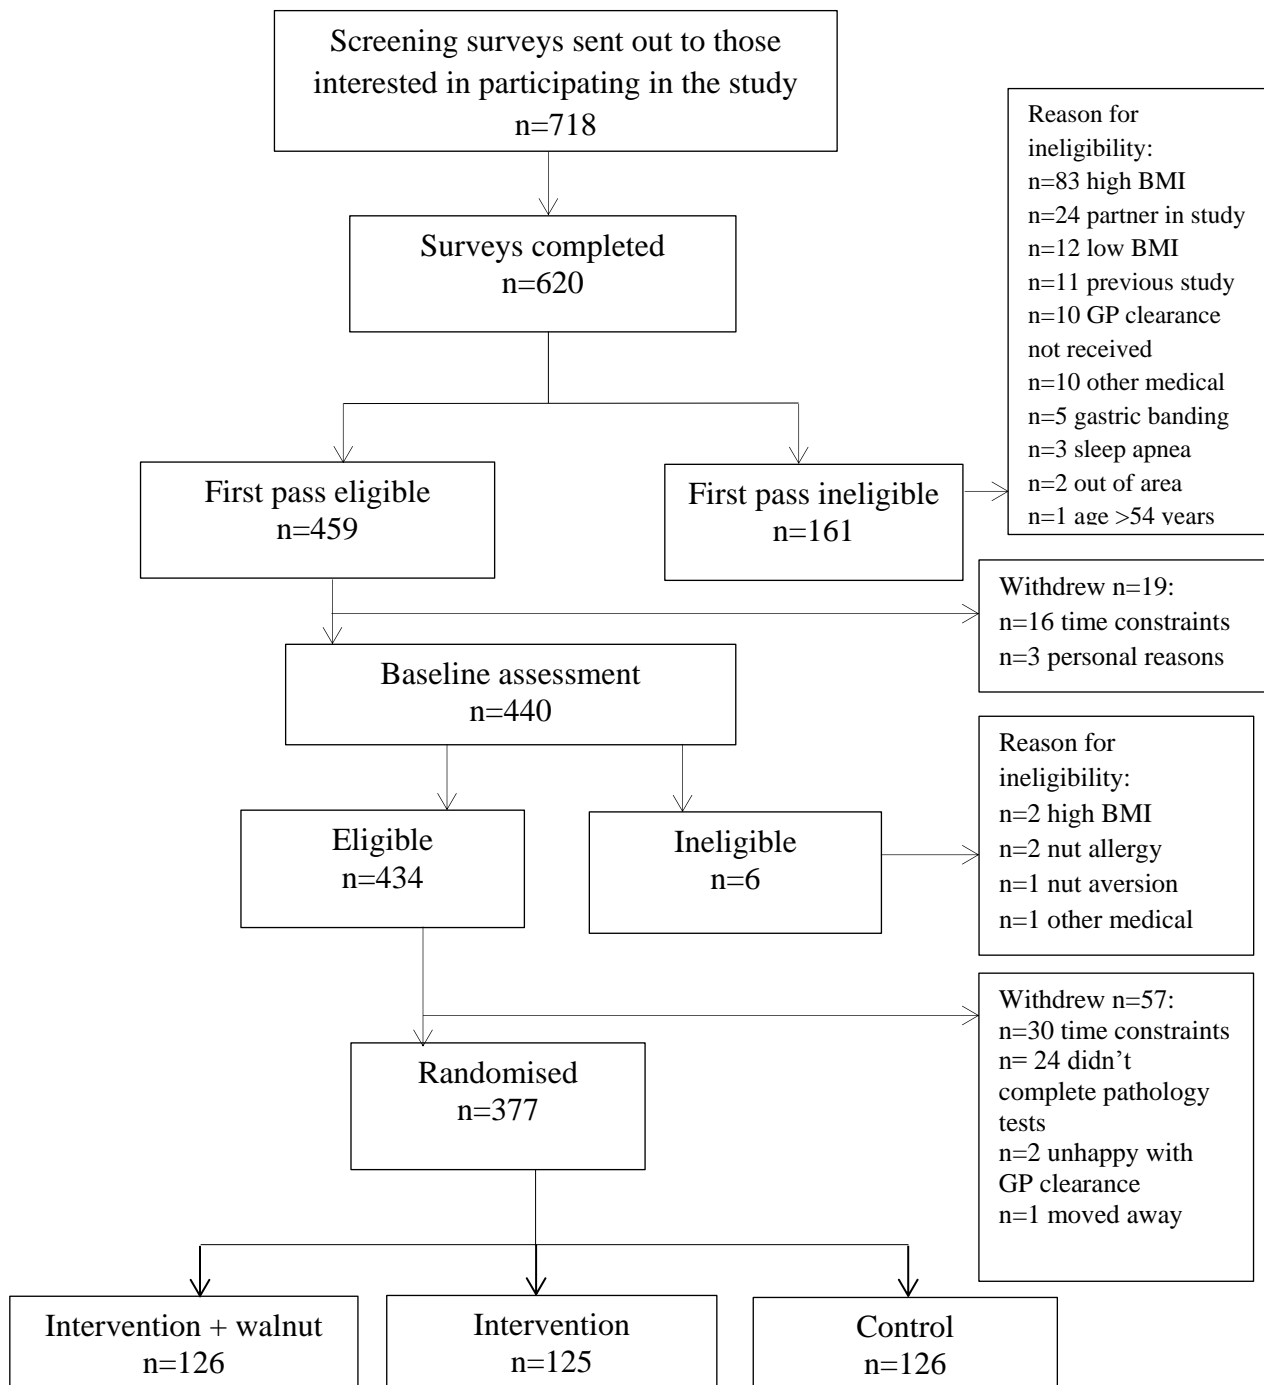 Screening surveys sent out to those
interested in participating in the study
n=718
Reason for
ineligibility:
n=83 high BMI
n=24 partner in study
n=12 low BMI
n=11 previous study
n=10 GP clearance
not received
n=10 other medical
n=5 gastric banding
n=3 sleep apnea
n=2 out of area
n=1 age >54 years
Surveys completed
n=620
First pass eligible
n=459
First pass ineligible
n=161
Withdrew n=19:
n=16 time constraints
n=3 personal reasons
Baseline assessment
n=440
Reason for
ineligibility:
n=2 high BMI
n=2 nut allergy
n=1 nut aversion
n=1 other medical
Eligible
n=434
Ineligible
n=6
Withdrew n=57:
n=30 time constraints
n= 24 didn’t
complete pathology
tests
n=2 unhappy with
GP clearance
n=1 moved away
Randomised
n=377
Intervention + walnut
n=126
Intervention
n=125
Control
n=126